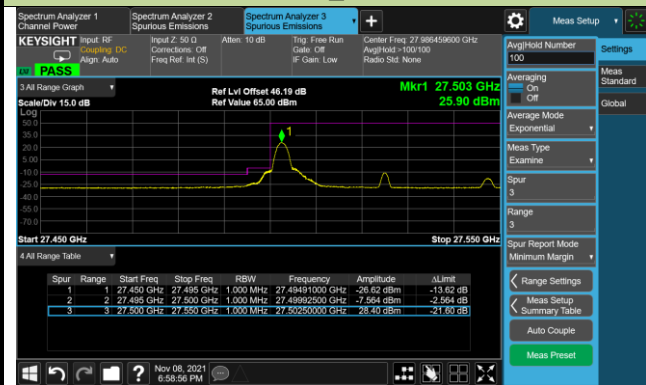 Spectrum Analyzer 1
Channel Power
Spectrum Analyzer 2
Spurious Emissions
Spectrum Analyzer 3
Spurious Emissions
+
Meas Setup
KEYSIGHT
Input: RF
Coupling: DC
Align: Auto
Input Z: 50 Ω
Corrections: Off
Freq Ref: Int (S)
Atten: 10 dB
Trig: Free Run
Gate: Off
IF Gain: Low
Center Freq: 27.986459600 GHz
Avg|Hold:>100/100
Radio Std: None
PASS
3 All Range Graph
Scale/Div 15.0 dB
Ref Lvl Offset 46.19 dB
Ref Value 65.00 dBm
Mkr1 27.503 GHz
25.90 dBm
Log
50.0
35.0
20.0
5.00
-10.0
-25.0
-40.0
-55.0
-70.0
1
Start 27.450 GHz
Stop 27.550 GHz
4 All Range Table
Spur Range Start Freq Stop Freq RBW Frequency Amplitude ΔLimit
1 1 27.450 GHz 27.495 GHz 1.000 MHz 27.49491000 GHz -26.62 dBm -13.62 dB
2 2 27.495 GHz 27.500 GHz 1.000 MHz 27.49992500 GHz -7.564 dBm -2.564 dB
3 3 27.500 GHz 27.550 GHz 1.000 MHz 27.50250000 GHz 28.40 dBm -21.60 dB
Avg|Hold Number
100
Averaging
On
Off
Average Mode
Exponential
Meas Type
Examine
Spur
3
Range
3
Spur Report Mode
Minimum Margin
Range Settings
Meas Setup
Summary Table
Auto Couple
Meas Preset
Settings
Meas
Standard
Global
?
Nov 08, 2021
6:58:56 PM